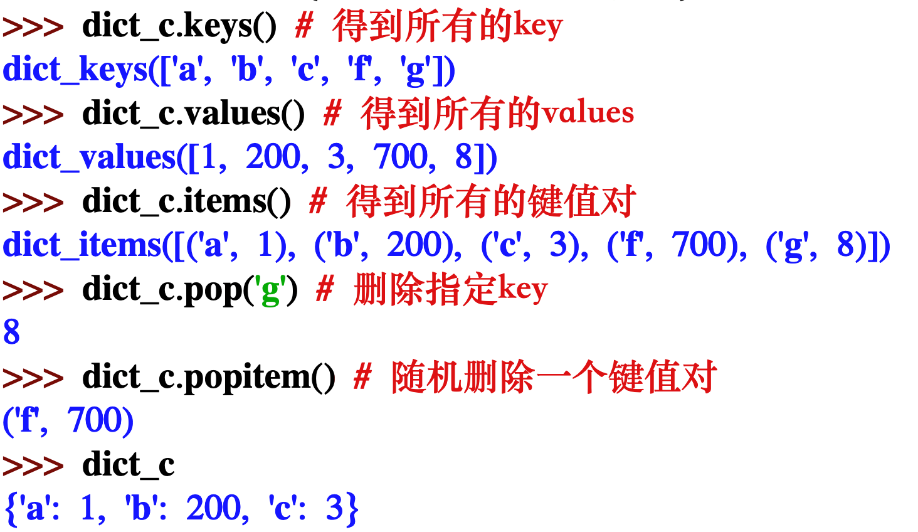 >>> dict_c.keys() # 得到所有的key
dict_keys(['a', 'b', 'c', 'f', 'g'])
>>> dict_c.values() # 得到所有的values
dict_values([1, 200, 3, 700, 8])
>>> dict_c.items() # 得到所有的键值对
dict_items([('a', 1), ('b', 200), ('c', 3), ('f', 700), ('g', 8)])
>>> dict_c.pop('g') # 删除指定key
8
>>> dict_c.popitem() # 随机删除一个键值对
('f', 700)
>>> dict_c
{'a': 1, 'b': 200, 'c': 3}